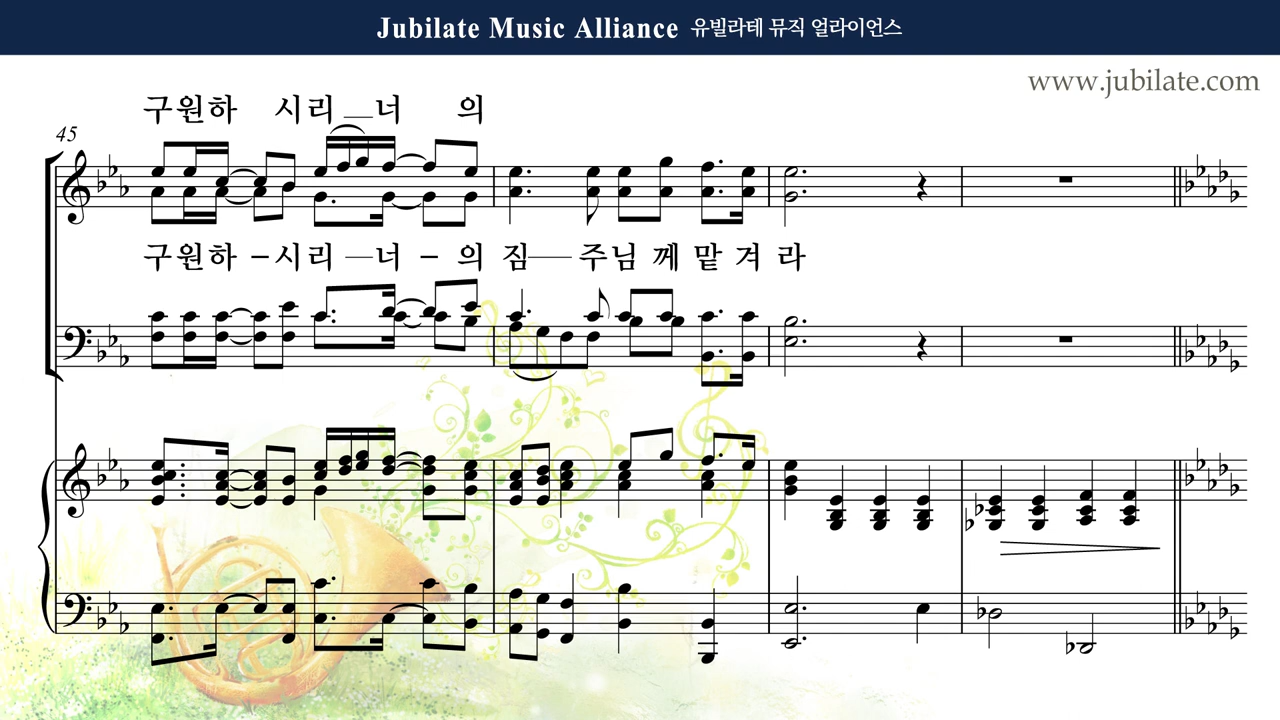 Jubilate Music Alliance 유빌라테 뮤직 얼라이언스
www.jubilate.com
구원하 시리 __ 너 의
45
구원하 - 시리 — 너 - 의 짐 — 주님 께 맡 겨 라